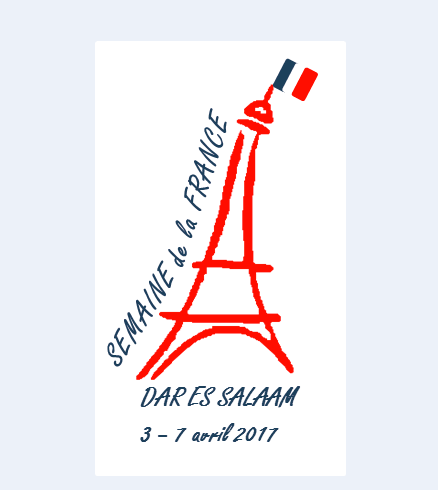 SEMAINE de la FRANCE
DAR ES SALAAM
3 – 7 avril 2017